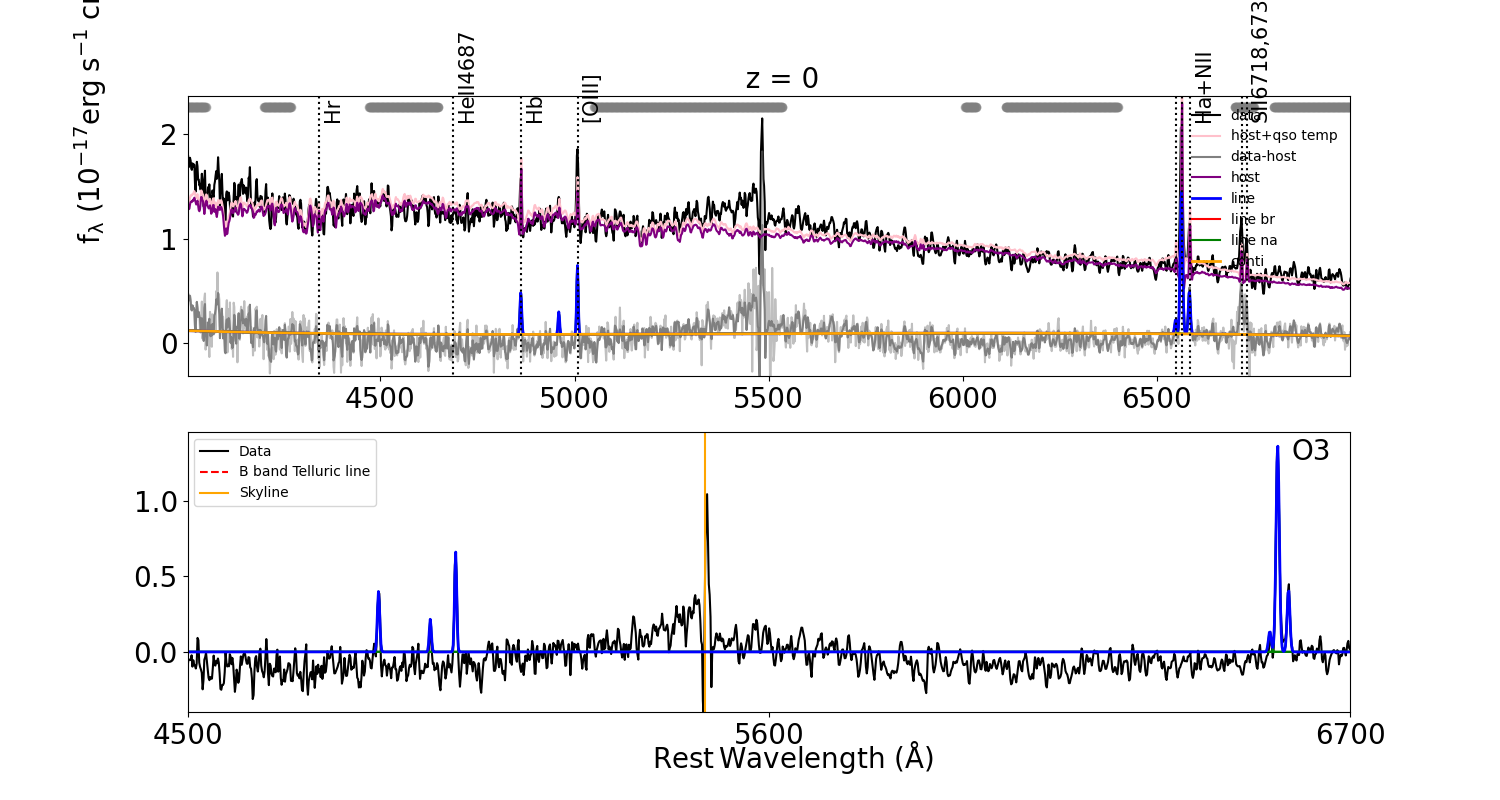 z = 0
f_λ (10^−17 erg s^−1 c
Hr
HeII4687
Hb
[OIII]
Ha+NII
SII6718,673
data
host+qso temp
data-host
host
line
line br
line na
conti
2
1
0
4500 5000 5500 6000 6500
Data
B band Telluric line
Skyline
O3
1.0
0.5
0.0
4500 5600 6700
Rest Wavelength (Å)